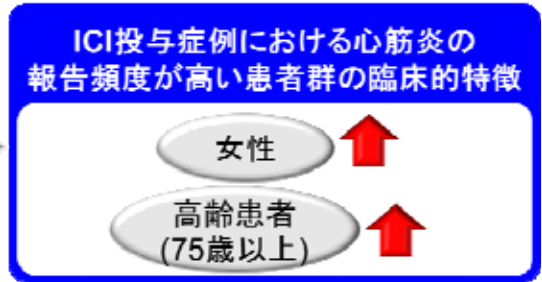 ICI投与症例における心筋炎の
報告頻度が高い患者群の臨床的特徴
女性
高齢患者
(75歳以上)